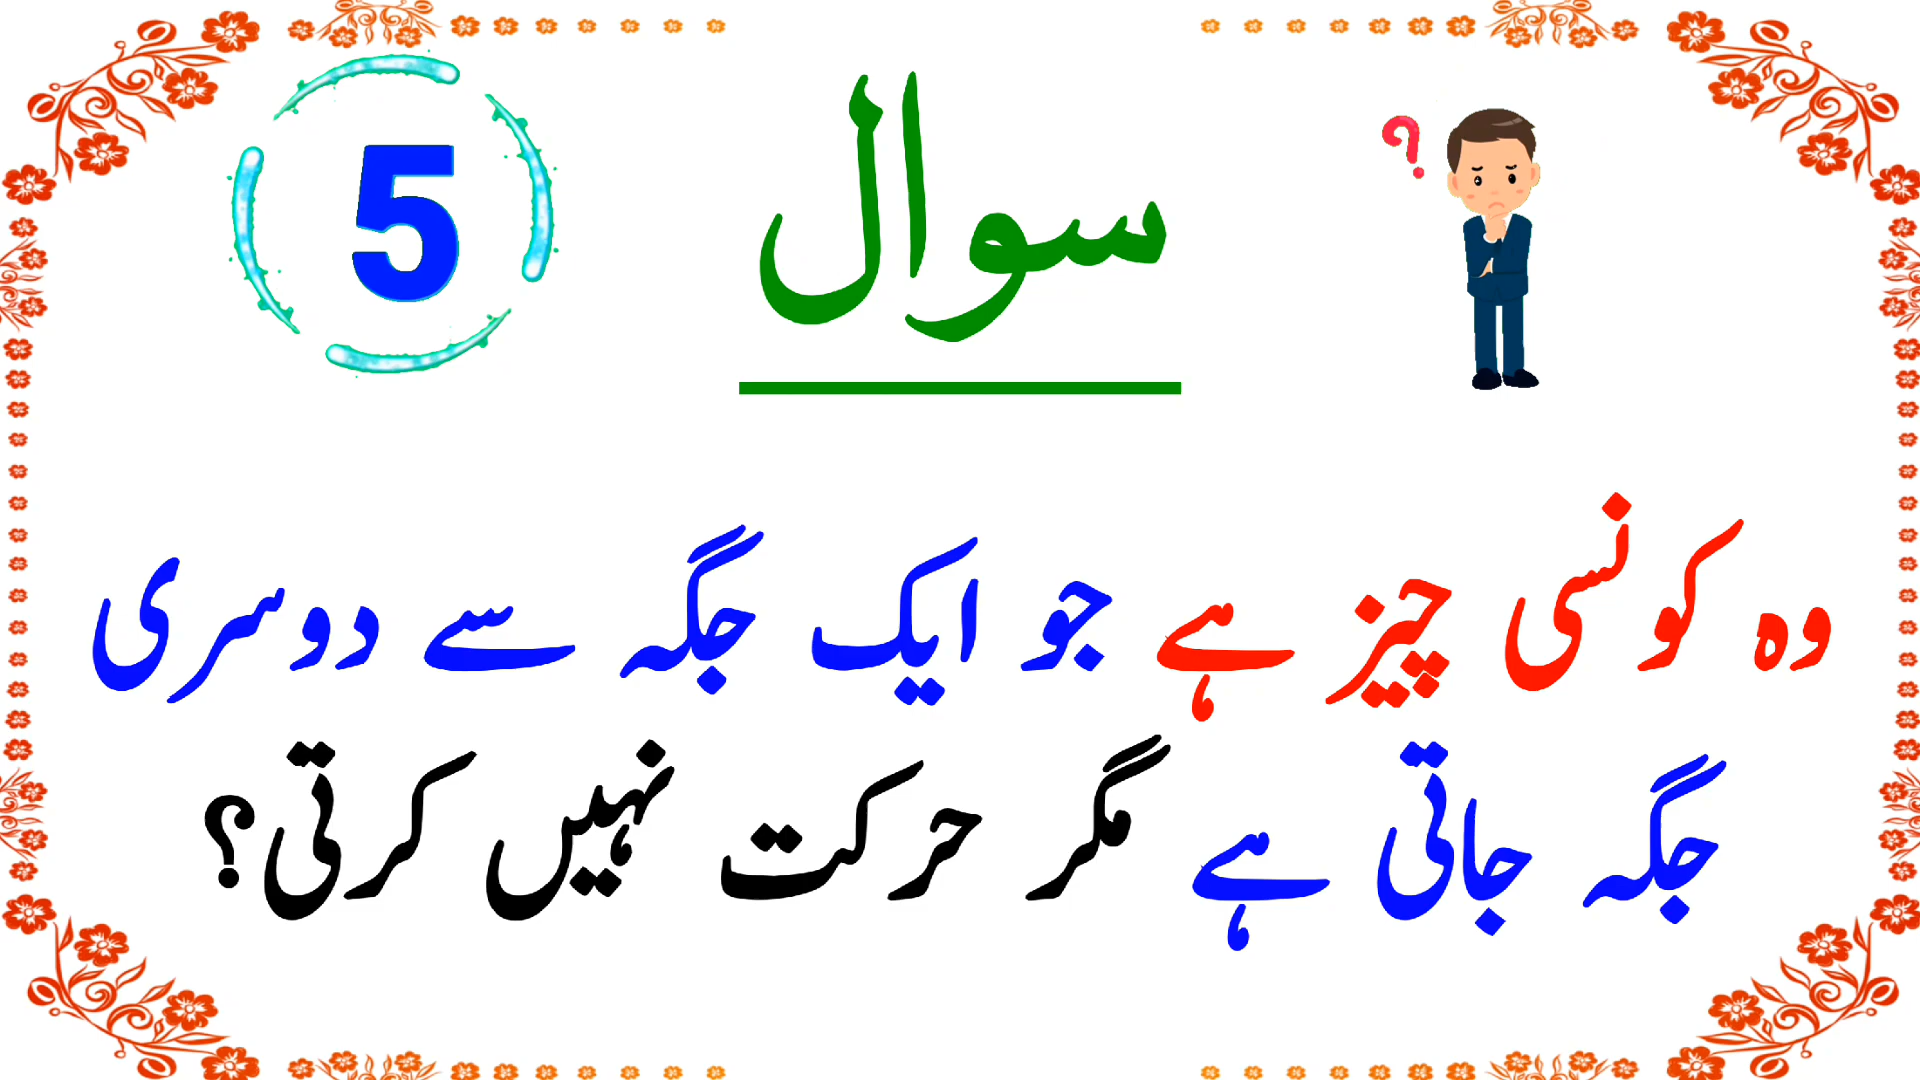 سوال
5
وہ کونسی چیز ہے جو ایک جگہ سے دوسری
جگہ جاتی ہے مگر حرکت نہیں کرتی؟